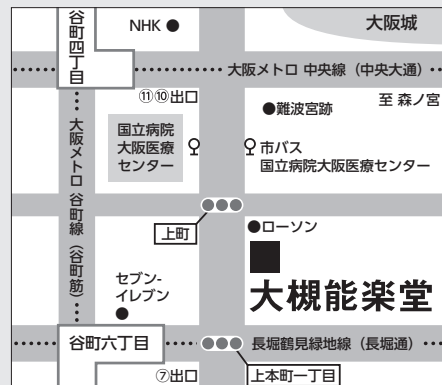 谷町四丁目
NHK
大阪城
大阪メトロ 中央線（中央大通）
⑪⑩出口
至 森ノ宮
難波宮跡
国立病院
大阪医療
センター
市バス
国立病院大阪医療センター
大阪メトロ 谷町線（谷町筋）
上町
ローソン
セブン-
イレブン
大槻能楽堂
谷町六丁目
長堀鶴見緑地線（長堀通）
⑦出口
上本町一丁目